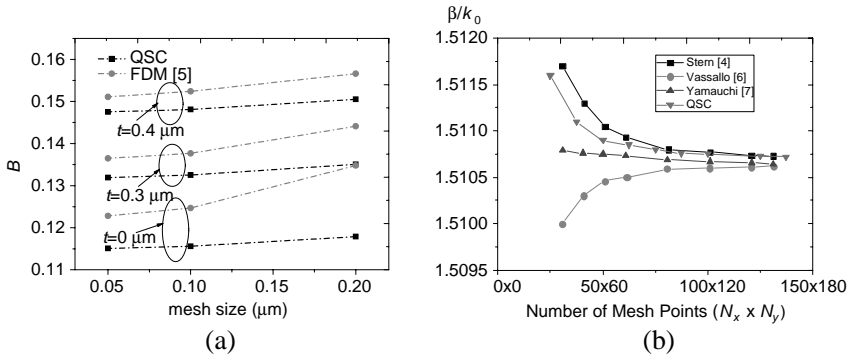 0.16
0.15
0.14
0.13
0.12
0.11
B
QSC
FDM [5]
t=0.4 μm
t=0.3 μm
t=0 μm
0.05
0.10
0.20
mesh size (μm)
(a)
β/k0
1.5120
1.5115
1.5110
1.5105
1.5100
1.5095
Stern [4]
Vassallo [6]
Yamauchi [7]
QSC
0x0
50x60
100x120
150x180
Number of Mesh Points (Nx x Ny)
(b)